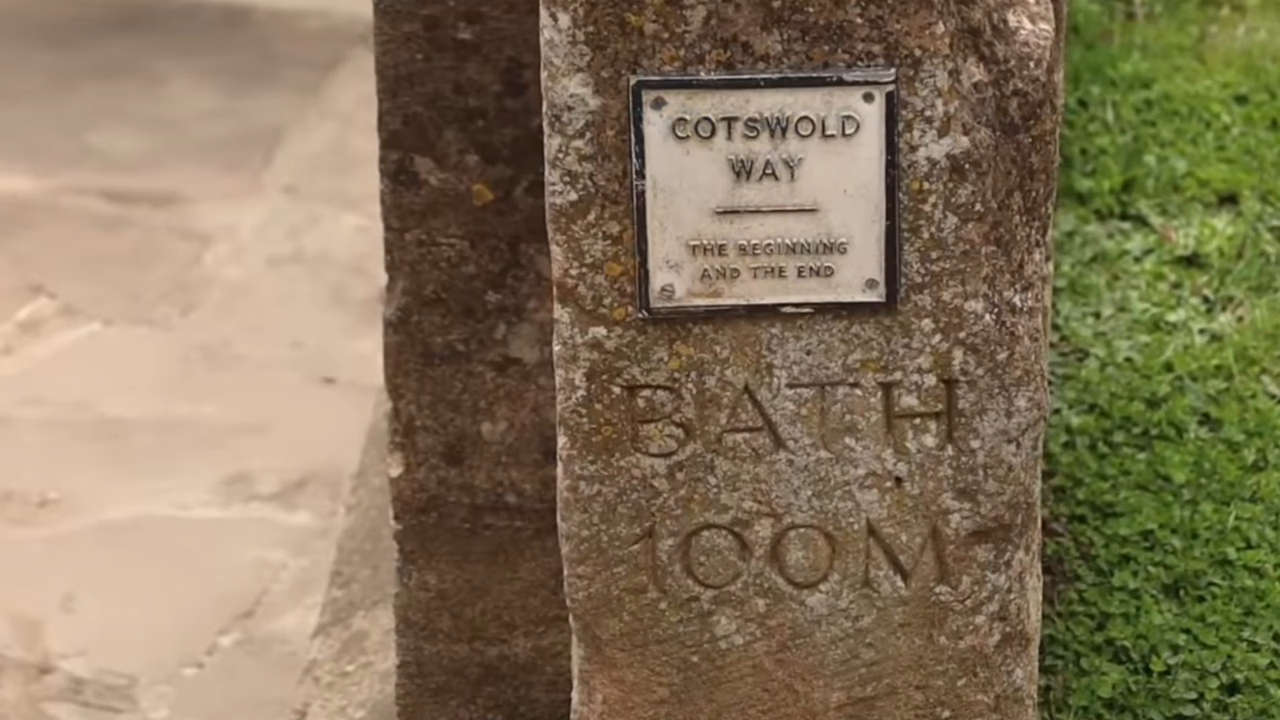 COTSWOLD
WAY
THE BEGINNING
AND THE END
BATH
100M